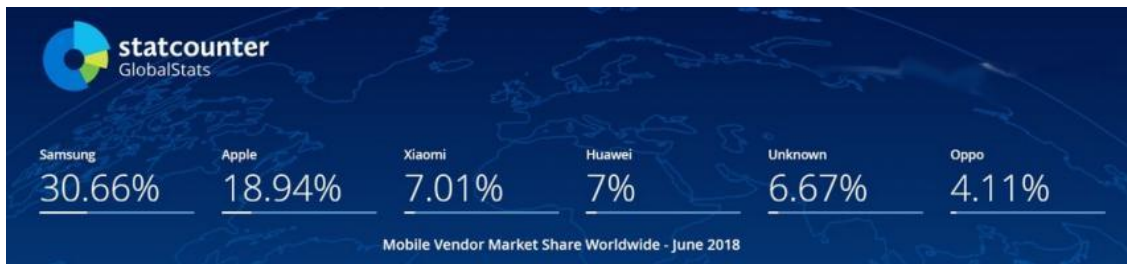 statcounter
GlobalStats
Samsung Apple Xiaomi Huawei Unknown Oppo
30.66% 18.94% 7.01% 7% 6.67% 4.11%
Mobile Vendor Market Share Worldwide - June 2018